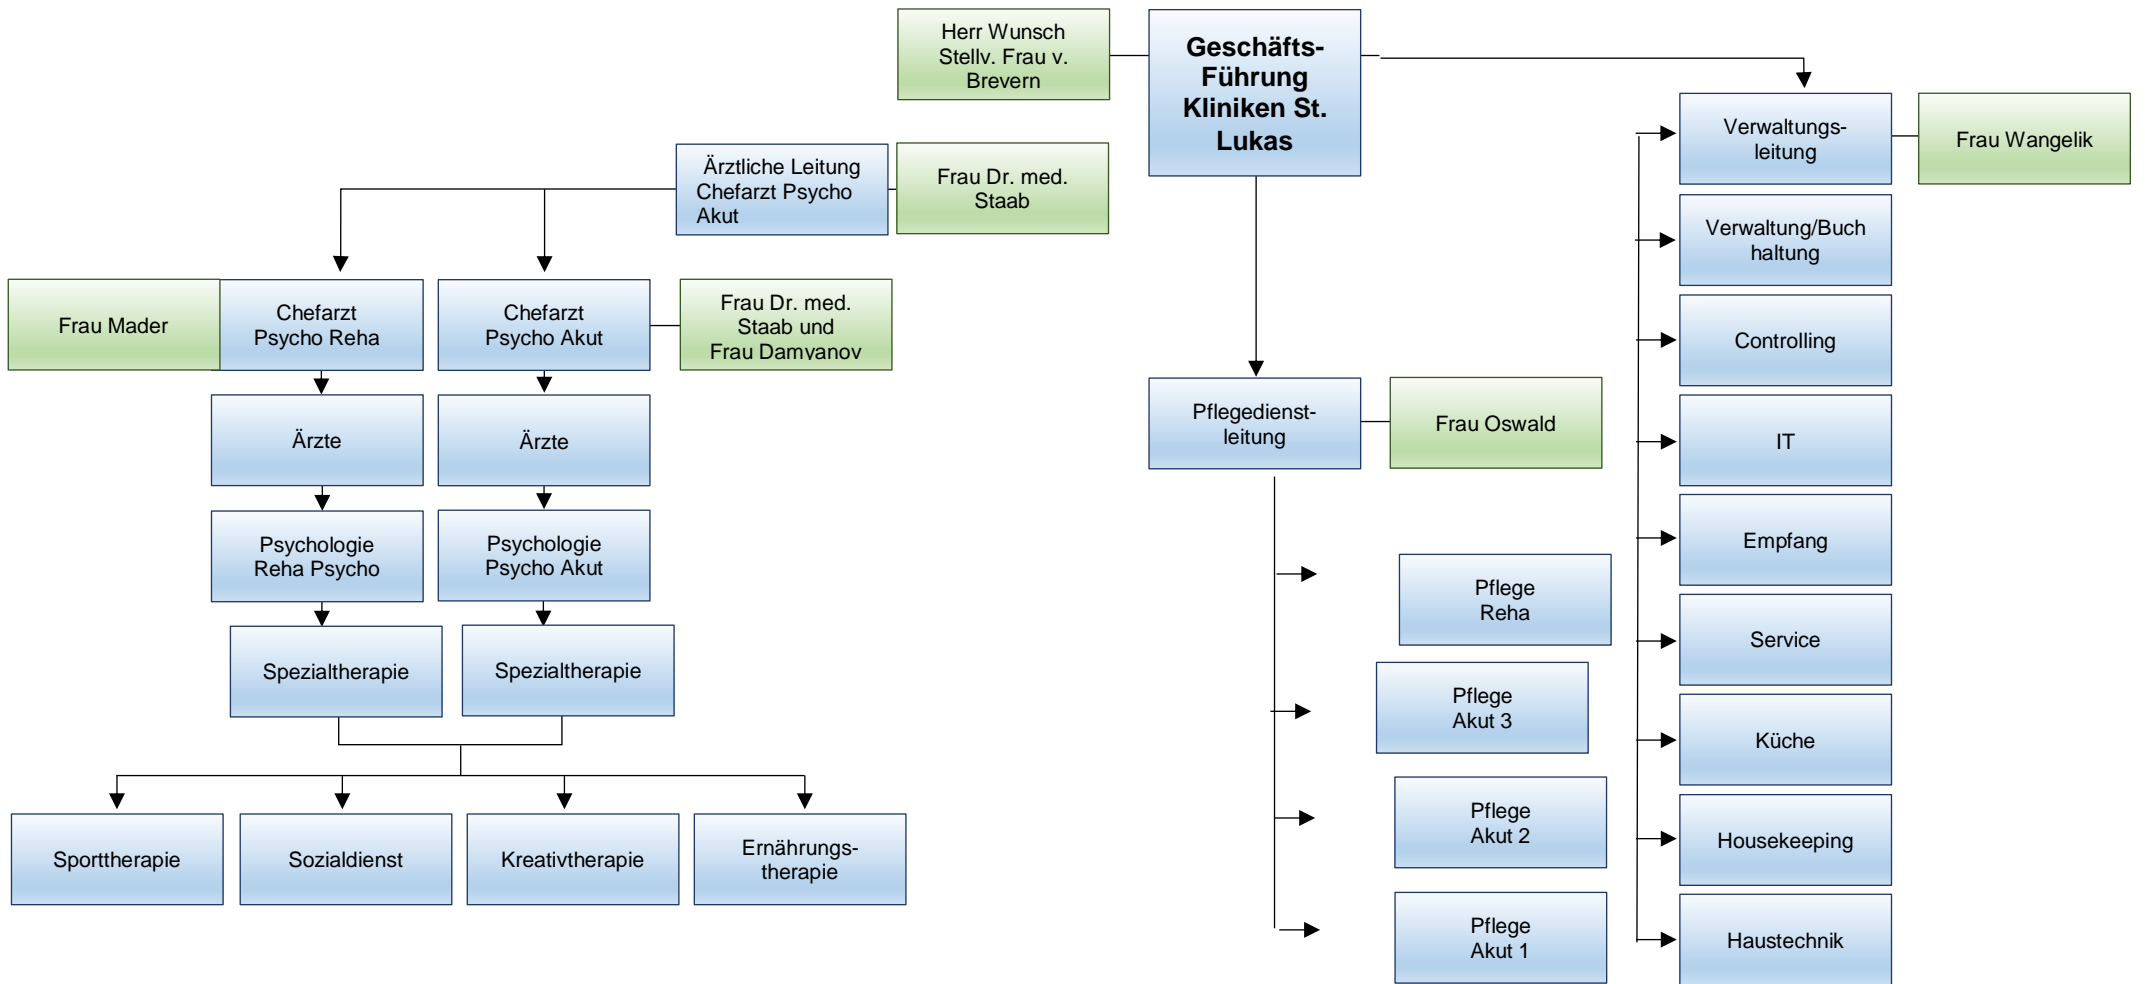 Herr Wunsch
Stellv. Frau v.
Brevern
Geschäfts-
Führung
Kliniken St.
Lukas
Verwaltungs-
leitung
Frau Wangelik
Ärztliche Leitung
Chefarzt Psycho
Akut
Frau Dr. med.
Staab
Verwaltung/Buch
haltung
Frau Mader
Chefarzt
Psycho Reha
Chefarzt
Psycho Akut
Frau Dr. med.
Staab und
Frau Damyanov
Controlling
Pflegedienst-
leitung
Frau Oswald
Ärzte
Ärzte
IT
Psychologie
Reha Psycho
Psychologie
Psycho Akut
Empfang
Pflege
Reha
Service
Spezialtherapie
Spezialtherapie
Pflege
Akut 3
Küche
Pflege
Akut 2
Housekeeping
Sporttherapie
Sozialdienst
Kreativtherapie
Ernährungs-
therapie
Pflege
Akut 1
Haustechnik